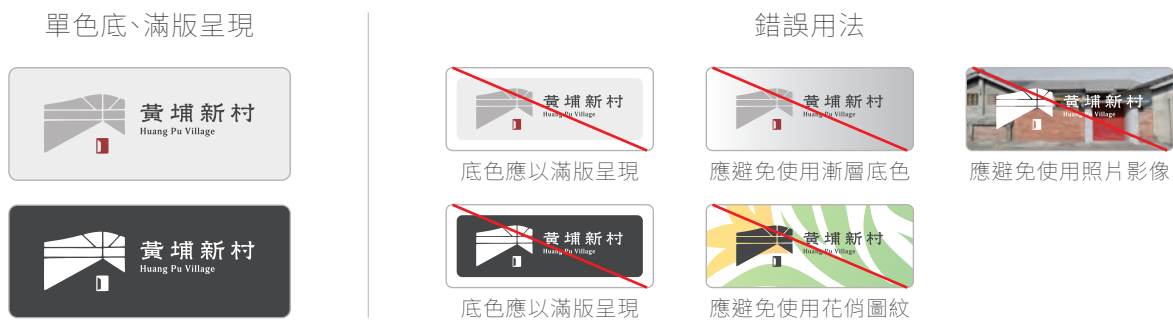 單色底、滿版呈現
錯誤用法
黃埔新村
Huang Pu Village
黃埔新村
Huang Pu Village
黃埔新村
Huang Pu Village
黃埔新村
Huang Pu Village
底色應以滿版呈現
應避免使用漸層底色
應避免使用照片影像
黃埔新村
Huang Pu Village
黃埔新村
Huang Pu Village
黃埔新村
Huang Pu Village
底色應以滿版呈現
應避免使用花俏圖紋